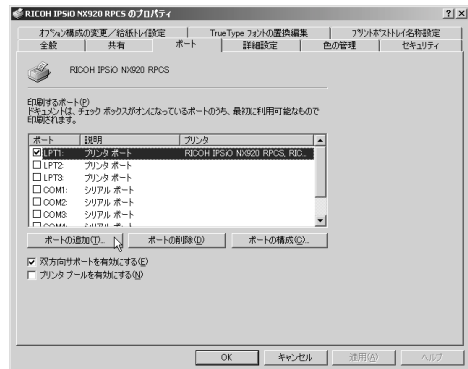 RICOH IPSiO NX920 RPCS のプロパティ
オプション構成の変更／給紙トレイ設定 TrueType フォントの置換編集 アウトプットトレイ名称設定
全般 共有 ポート 詳細設定 色の管理 セキュリティ
RICOH IPSiO NX920 RPCS
印刷するポート(P)
ドキュメントは、チェック ボックスがオンになっているポートのうち、最初に利用可能なもので
印刷されます。
ポート 説明 プリンタ
LPT1: プリンタ ポート RICOH IPSiO NX920 RPCS, RIC...
LPT2: プリンタ ポート
LPT3: プリンタ ポート
COM1: シリアル ポート
COM2: シリアル ポート
COM3: シリアル ポート
COM4: シリアル ポート
ポートの追加(T)... ポートの削除(D) ポートの構成(C)...
双方向サポートを有効にする(E)
プリンタ プールを有効にする(N)
OK キャンセル 適用(A) ヘルプ